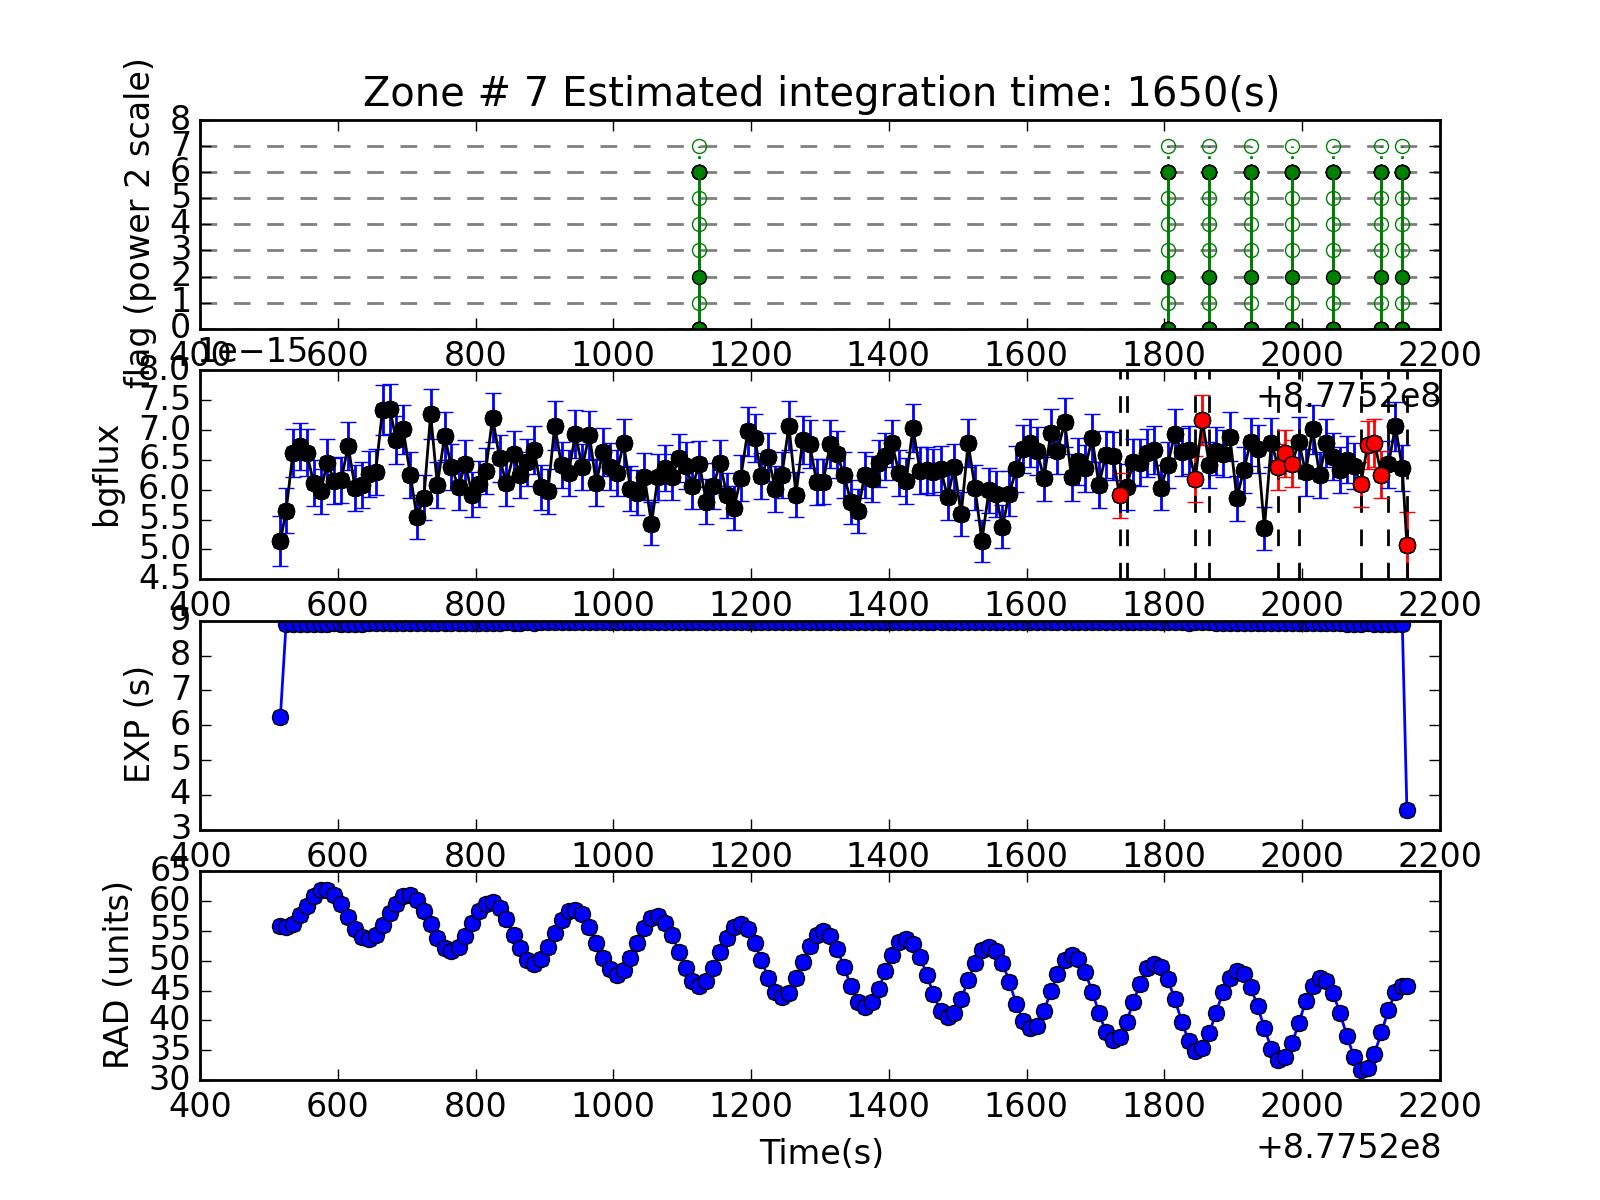 Zone # 7 Estimated integration time: 1650(s)
flag (power 2 scale)
8
7
6
5
4
3
2
1
0
400 600 800 1000 1200 1400 1600 1800 2000 2200
+8.7752e8
1e−15
bgflux
8.0
7.5
7.0
6.5
6.0
5.5
5.0
4.5
400 600 800 1000 1200 1400 1600 1800 2000 2200
EXP (s)
9
8
7
6
5
4
3
400 600 800 1000 1200 1400 1600 1800 2000 2200
RAD (units)
65
60
55
50
45
40
35
30
400 600 800 1000 1200 1400 1600 1800 2000 2200
Time(s)
+8.7752e8